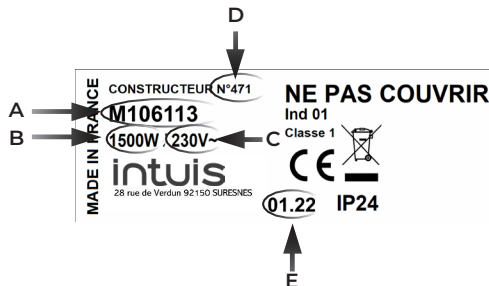 D
CONSTRUCTEUR N°471
A
M106113
B
1500W / 230V~
C
intuis
28 rue de Verdun 92150 SURESNES
MADE IN FRANCE
NE PAS COUVRIR
Ind 01
Classe 1
CE
01.22
IP24
E